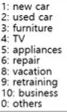 1: new car
2: used car
3: furniture
4: TV
5: appliances
6: repair
8: vacation
9: retraining
10: business
0: others